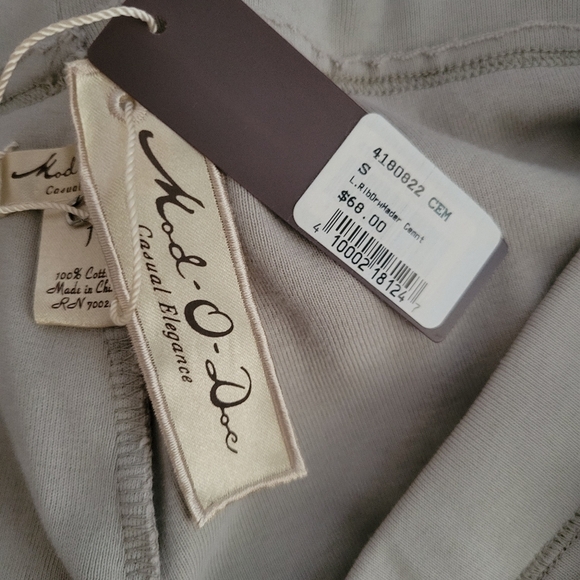 4180822 CEM
S
L.RibDrwHader Cemnt
$68.00
4 10002 18124 7
Mod-O-Doc
Casual Elegance
Mod
Casual
100% Cott
Made in Chi
RN 7002